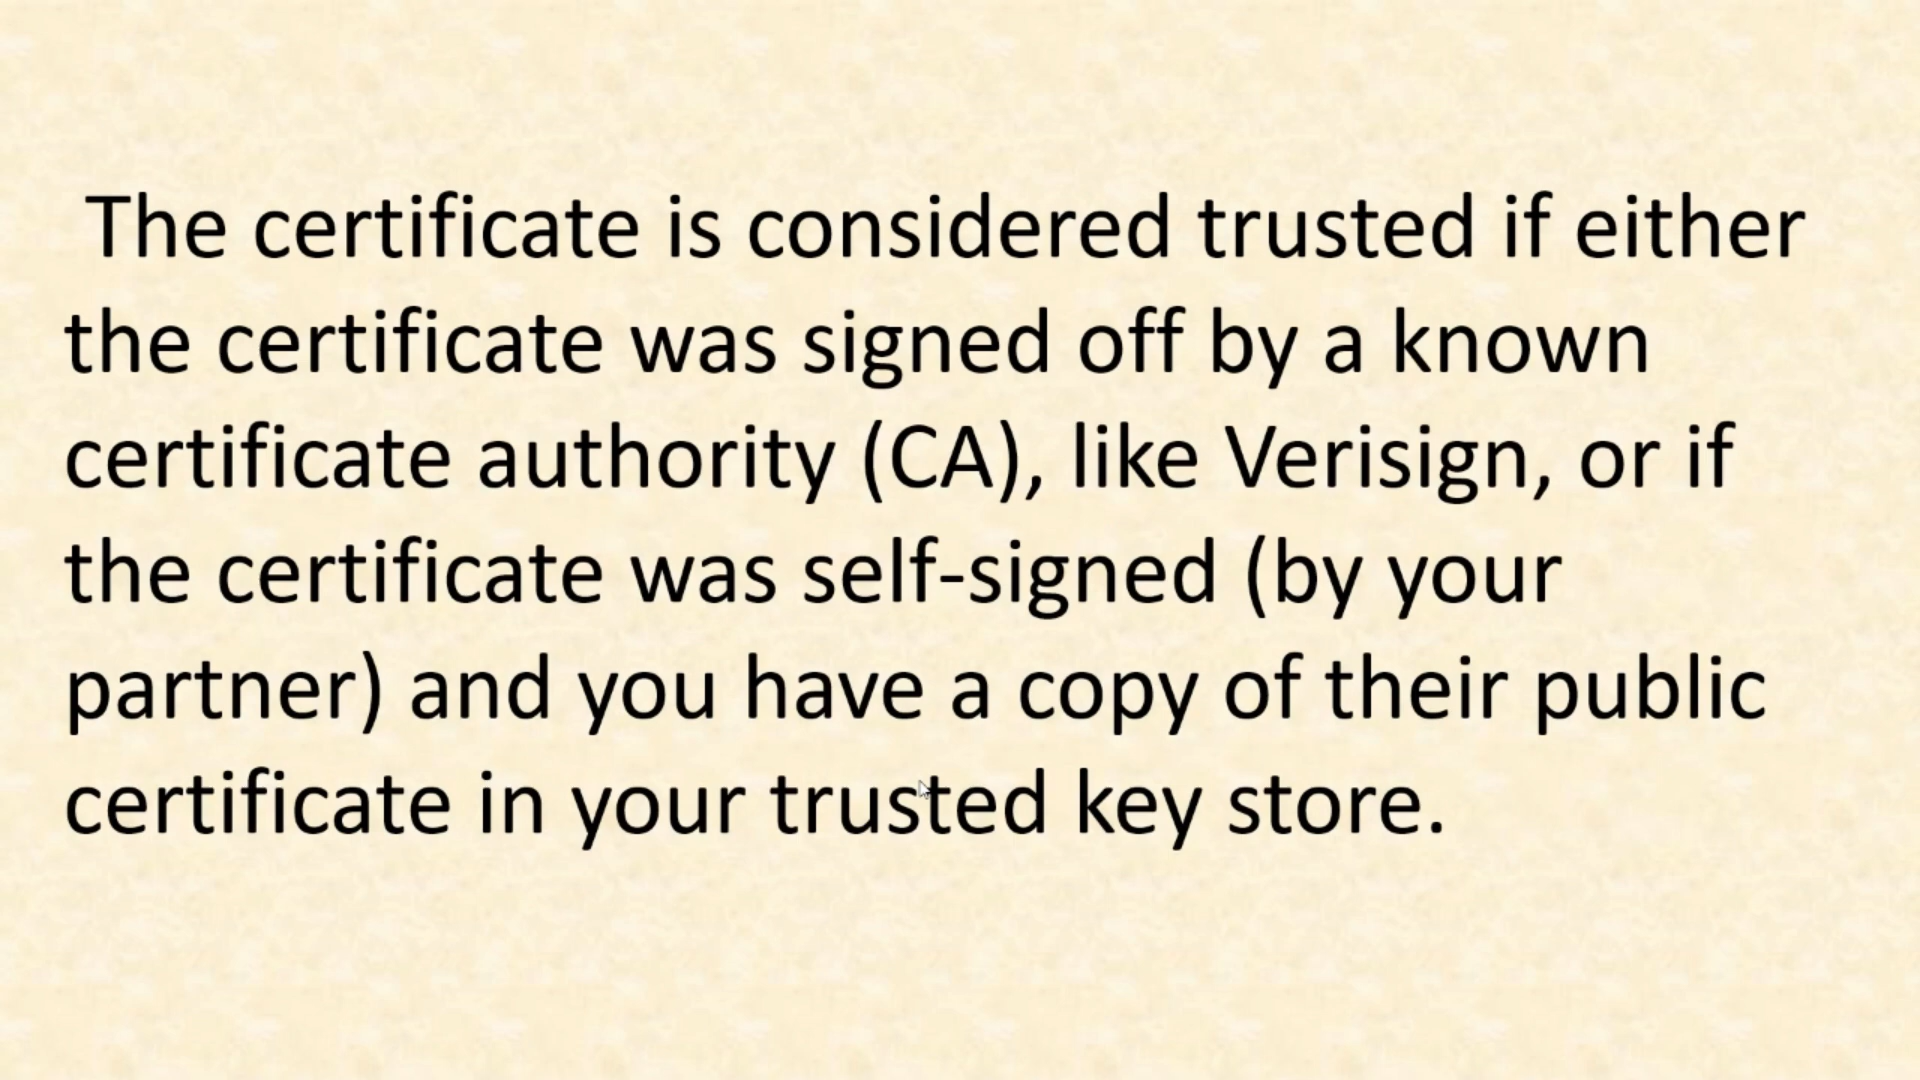 The certificate is considered trusted if either
the certificate was signed off by a known
certificate authority (CA), like Verisign, or if
the certificate was self-signed (by your
partner) and you have a copy of their public
certificate in your trusted key store.